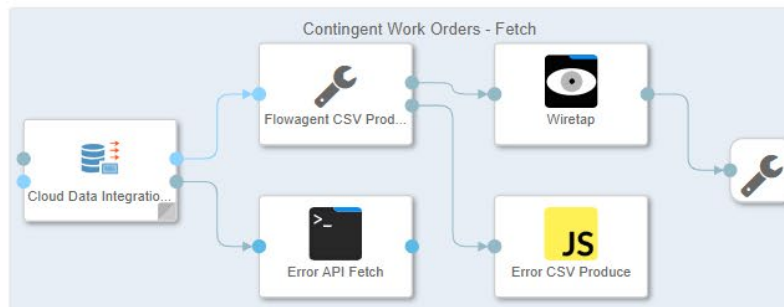 Contingent Work Orders - Fetch
Flowagent CSV Prod...
Wiretap
Cloud Data Integratio...
>_
Error API Fetch
JS
Error CSV Produce